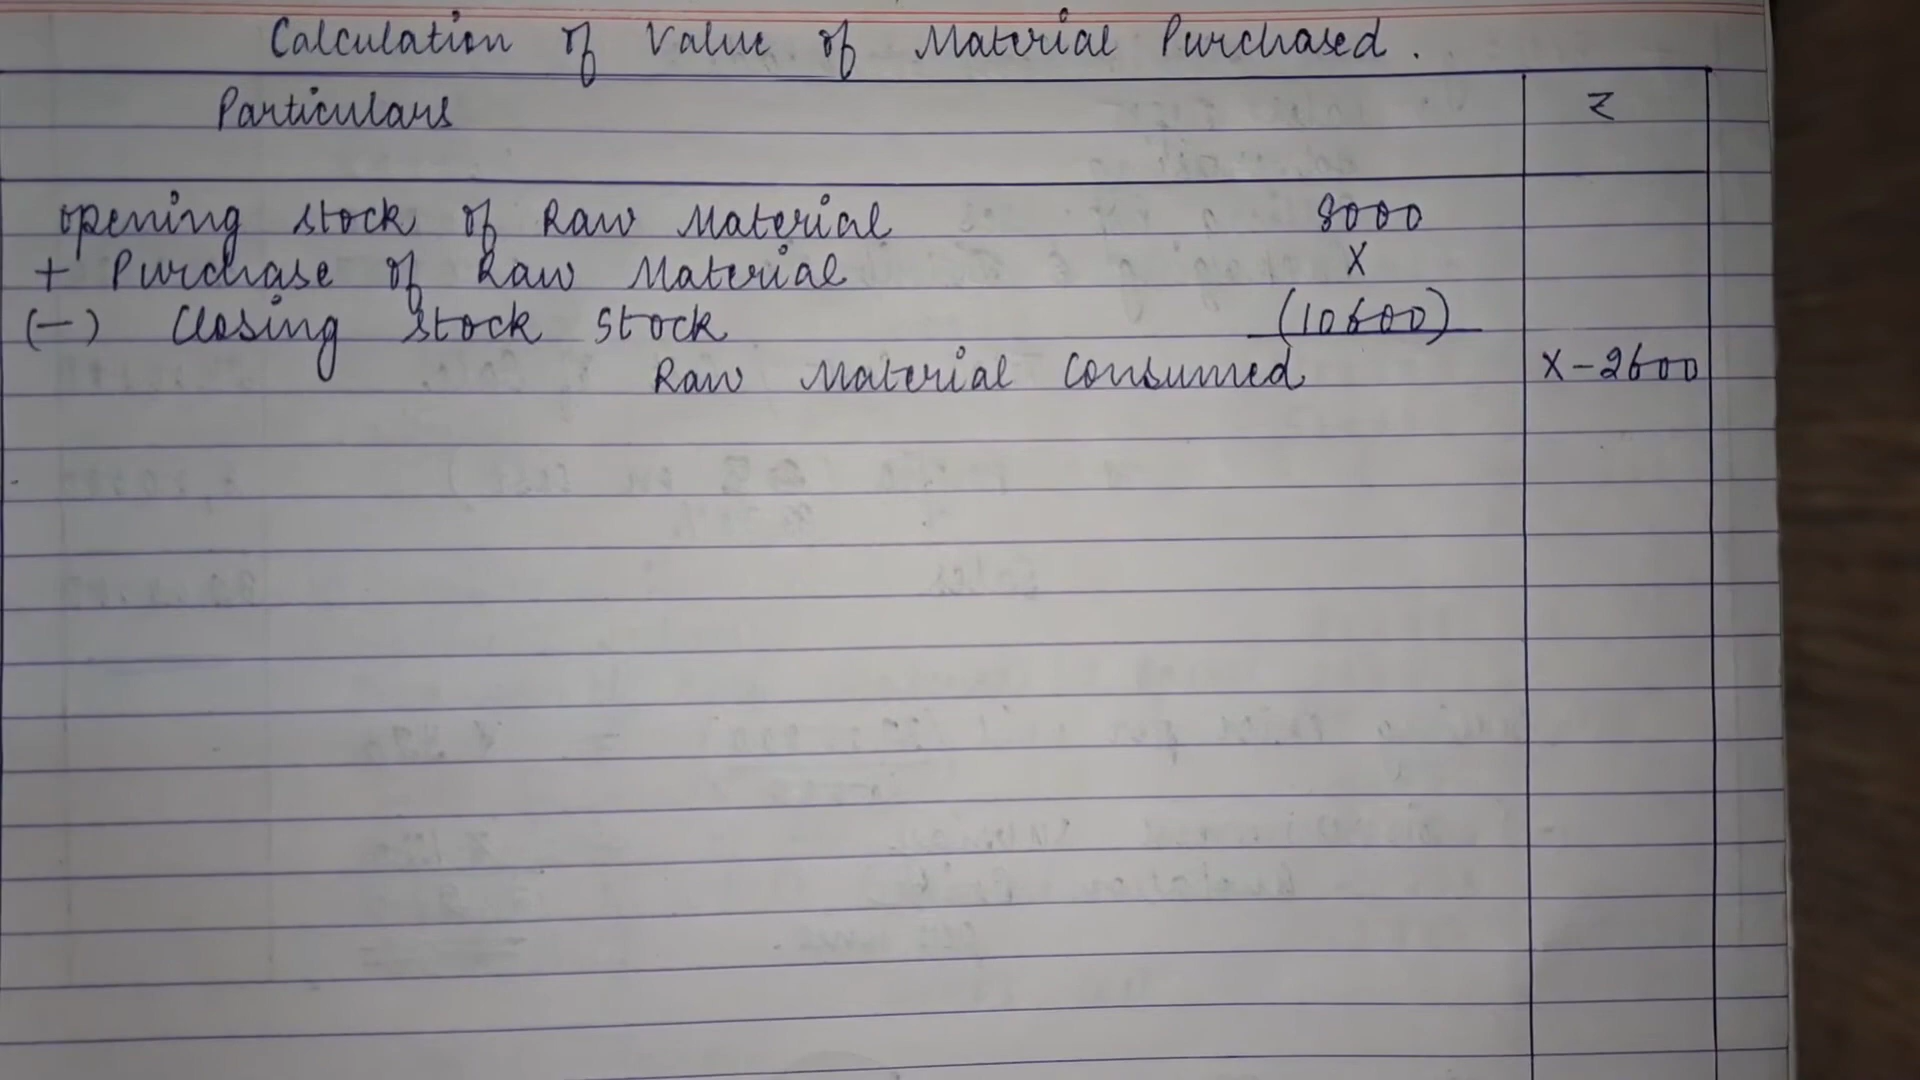 Calculation of Value of Material Purchased.
Particulars ₹
opening stock of Raw Material 8000
+ Purchase of Raw Material X
(-) Closing stock stock (10600)
Raw Material Consumed X-2600